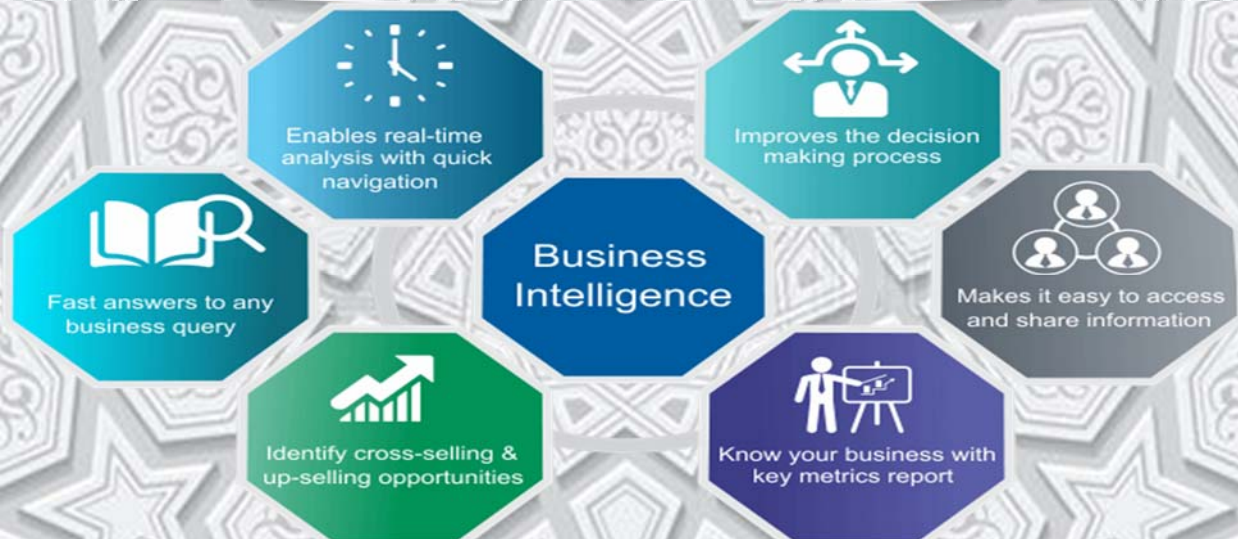 Enables real-time
analysis with quick
navigation
Improves the decision
making process
Fast answers to any
business query
Business
Intelligence
Makes it easy to access
and share information
Identify cross-selling &
up-selling opportunities
Know your business with
key metrics report